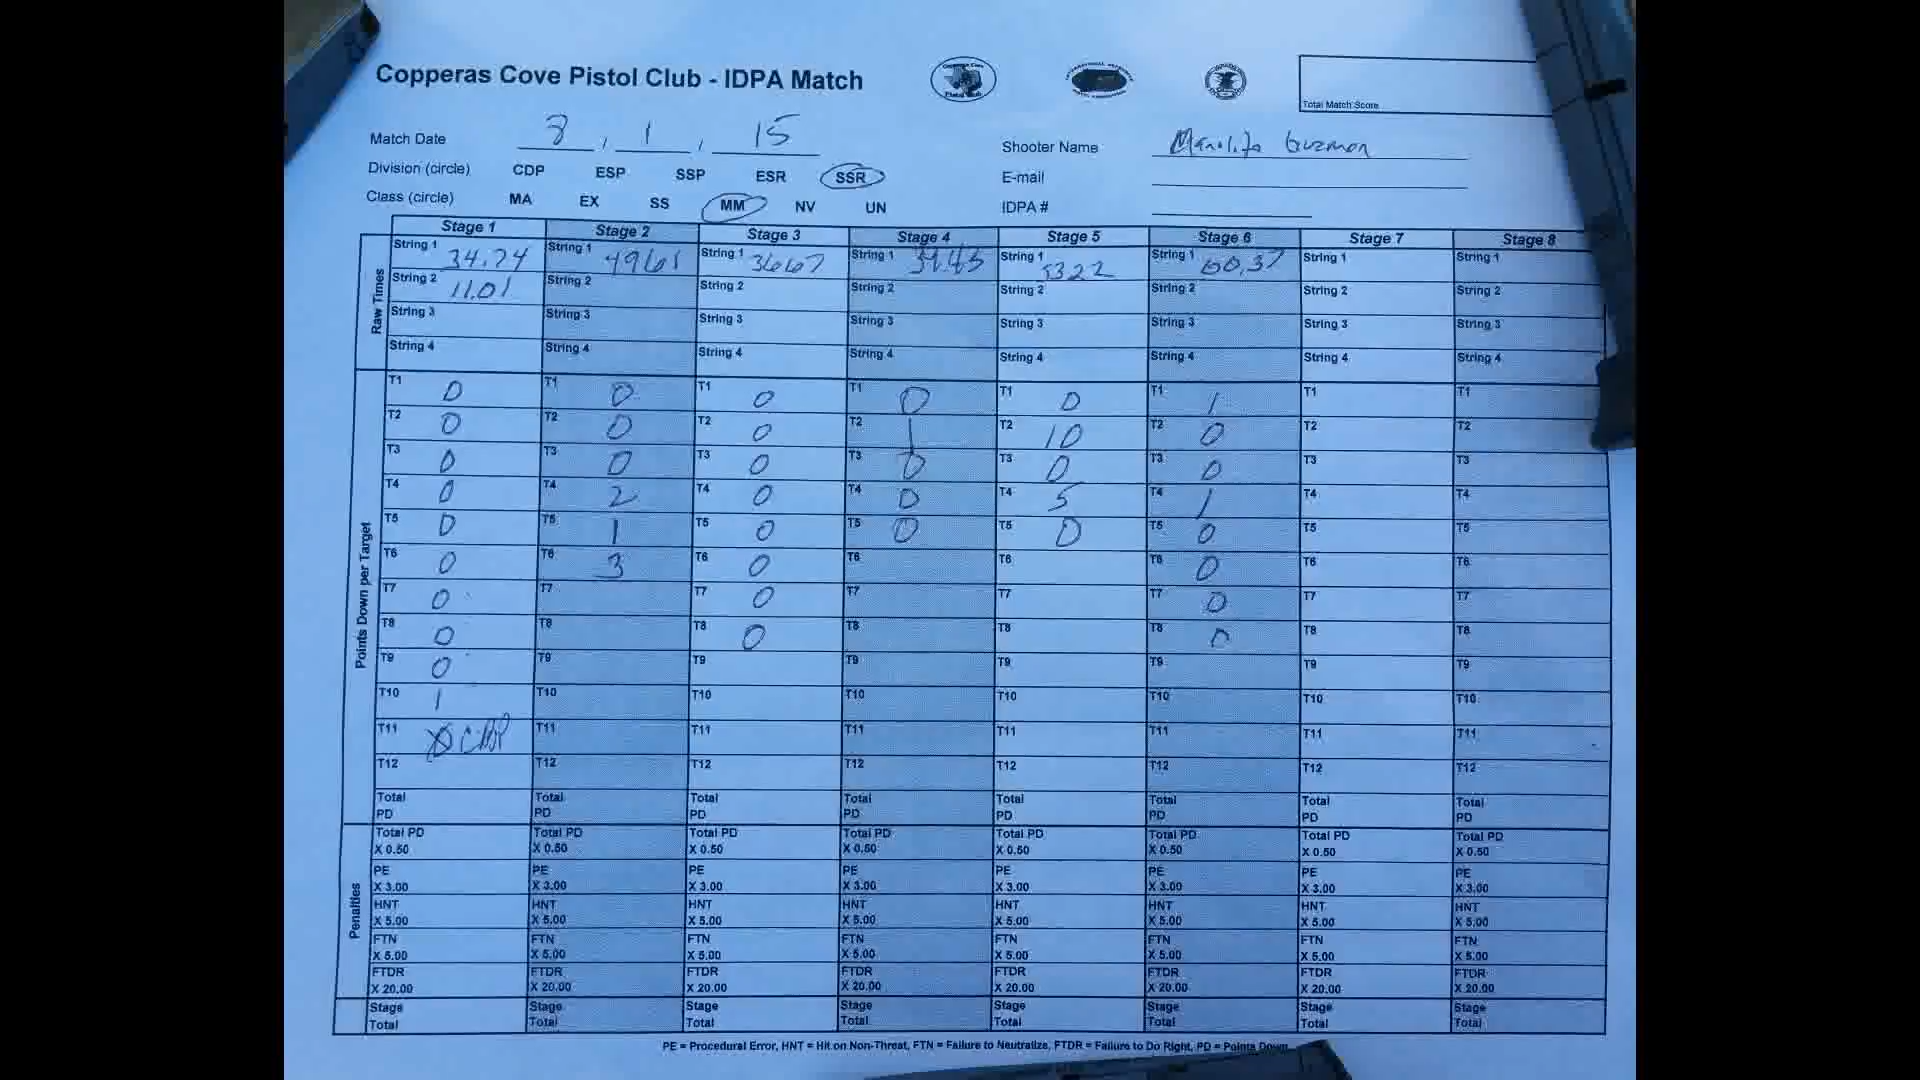 Copperas Cove Pistol Club - IDPA Match
Total Match Score
Match Date 8 , 1 , 15
Shooter Name Manolito Guzman
Division (circle) CDP ESP SSP ESR SSR
E-mail
Class (circle) MA EX SS MM NV UN
IDPA #
Stage 1 Stage 2 Stage 3 Stage 4 Stage 5 Stage 6 Stage 7 Stage 8
Raw Times
String 1 34.74 String 1 49.61 String 1 36.67 String 1 String 1 String 1 60.37 String 1 String 1
String 2 11.01 String 2 String 2 String 2 String 2 String 2 String 2 String 2
String 3 String 3 String 3 String 3 String 3 String 3 String 3 String 3
String 4 String 4 String 4 String 4 String 4 String 4 String 4 String 4
Points Down per Target
T1 0 T1 0 T1 0 T1 0 T1 0 T1 1 T1 T1
T2 0 T2 0 T2 0 T2 1 T2 10 T2 0 T2 T2
T3 0 T3 0 T3 0 T3 0 T3 0 T3 0 T3 T3
T4 0 T4 2 T4 0 T4 0 T4 5 T4 1 T4 T4
T5 0 T5 1 T5 0 T5 0 T5 0 T5 0 T5 T5
T6 0 T6 3 T6 0 T6 T6 T6 0 T6 T6
T7 0 T7 T7 0 T7 T7 T7 0 T7 T7
T8 0 T8 T8 0 T8 T8 T8 0 T8 T8
T9 0 T9 T9 T9 T9 T9 T9 T9
T10 1 T10 T10 T10 T10 T10 T10 T10
T11 T11 T11 T11 T11 T11 T11 T11
T12 T12 T12 T12 T12 T12 T12 T12
Total Total Total Total Total Total Total Total
PD PD PD PD PD PD PD PD
Penalties
Total PD Total PD Total PD Total PD Total PD Total PD Total PD Total PD
X 0.50 X 0.50 X 0.50 X 0.50 X 0.50 X 0.50 X 0.50 X 0.50
PE PE PE PE PE PE PE PE
X 3.00 X 3.00 X 3.00 X 3.00 X 3.00 X 3.00 X 3.00 X 3.00
HNT HNT HNT HNT HNT HNT HNT HNT
X 5.00 X 5.00 X 5.00 X 5.00 X 5.00 X 5.00 X 5.00 X 5.00
FTN FTN FTN FTN FTN FTN FTN FTN
X 5.00 X 5.00 X 5.00 X 5.00 X 5.00 X 5.00 X 5.00 X 5.00
FTDR FTDR FTDR FTDR FTDR FTDR FTDR FTDR
X 20.00 X 20.00 X 20.00 X 20.00 X 20.00 X 20.00 X 20.00 X 20.00
Stage Stage Stage Stage Stage Stage Stage Stage
Total Total Total Total Total Total Total Total
PE = Procedural Error, HNT = Hit on Non-Threat, FTN = Failure to Neutralize, FTDR = Failure to Do Right, PD = Points Down